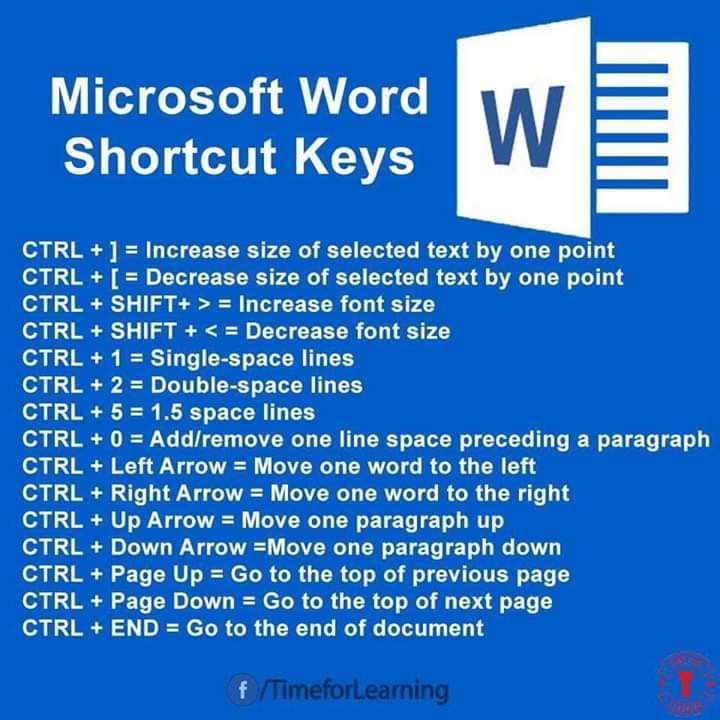 Microsoft Word
Shortcut Keys
W
CTRL + ] = Increase size of selected text by one point
CTRL + [ = Decrease size of selected text by one point
CTRL + SHIFT+ > = Increase font size
CTRL + SHIFT + < = Decrease font size
CTRL + 1 = Single-space lines
CTRL + 2 = Double-space lines
CTRL + 5 = 1.5 space lines
CTRL + 0 = Add/remove one line space preceding a paragraph
CTRL + Left Arrow = Move one word to the left
CTRL + Right Arrow = Move one word to the right
CTRL + Up Arrow = Move one paragraph up
CTRL + Down Arrow =Move one paragraph down
CTRL + Page Up = Go to the top of previous page
CTRL + Page Down = Go to the top of next page
CTRL + END = Go to the end of document
f /TimeforLearning
T